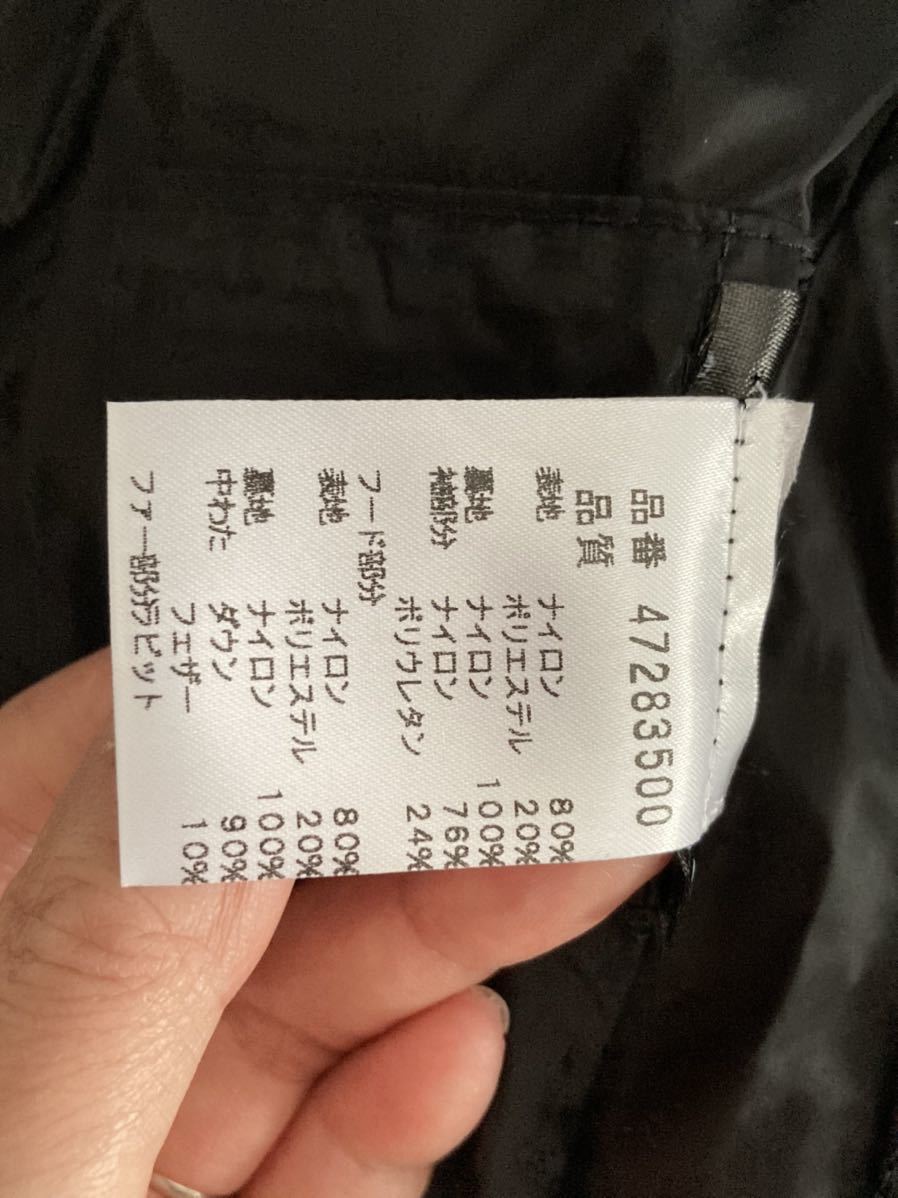 品番 47283500
品質
表地 ナイロン 80%
ポリエステル 20%
裏地 ナイロン 100%
袖部分 ナイロン 76%
ポリウレタン 24%
フード部分
表地 ナイロン 80%
ポリエステル 20%
裏地 ナイロン 100%
中わた ダウン 90%
フェザー 10%
ファー部分ラビット